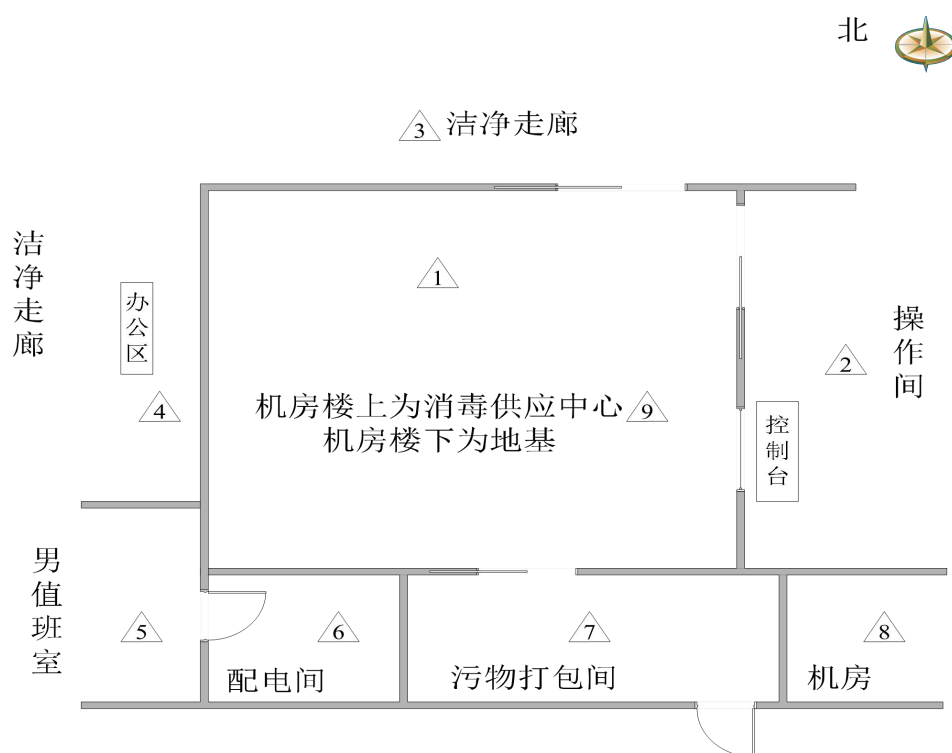 北
3 洁净走廊
洁净走廊
办公区
1
2
操作间
4
机房楼上为消毒供应中心 9
机房楼下为地基
控制台
男值班室
5
6
7
8
配电间
污物打包间
机房